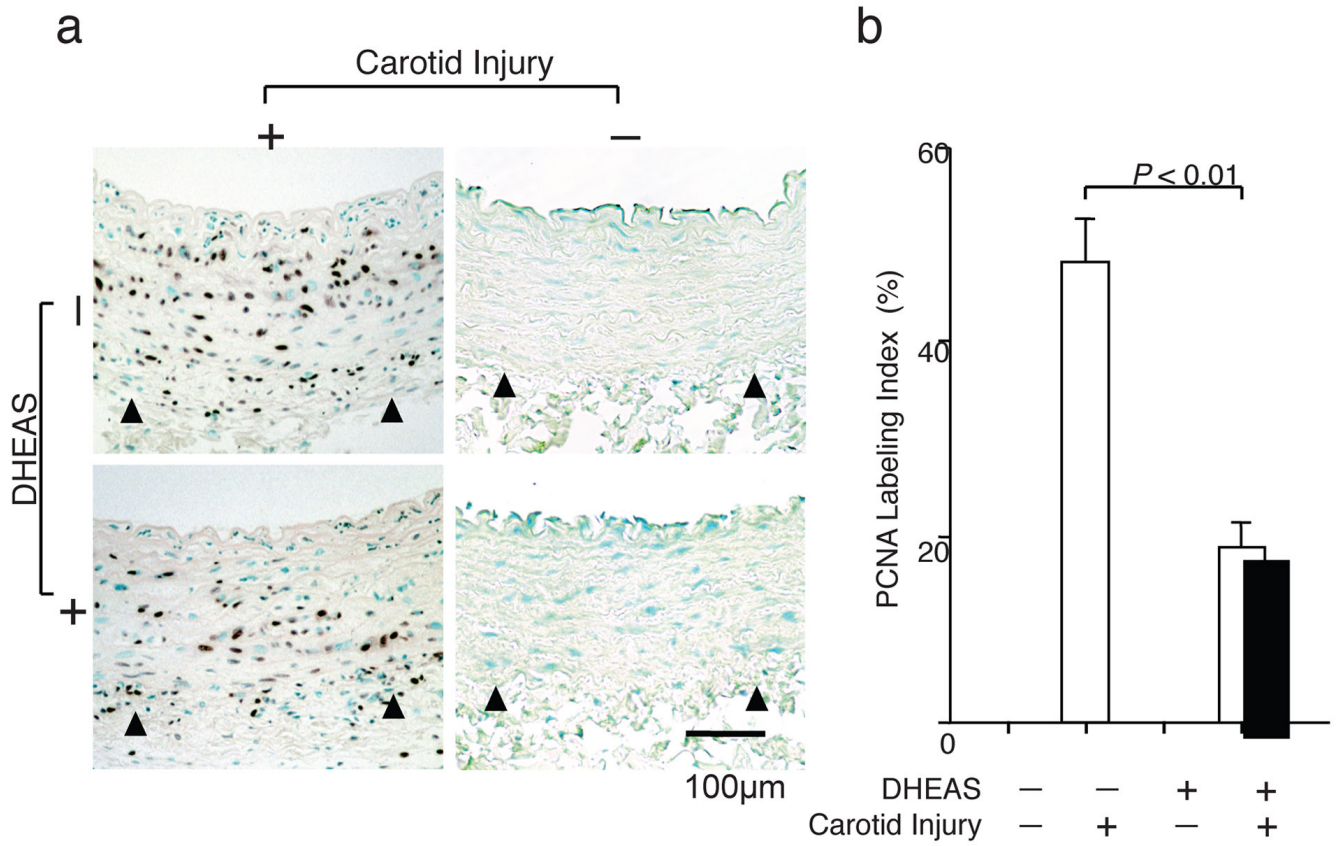 a
Carotid Injury
+ −
DHEAS
−
+
100μm
b
P < 0.01
PCNA Labeling Index (%)
60
40
20
0
DHEAS − − + +
Carotid Injury − + − +